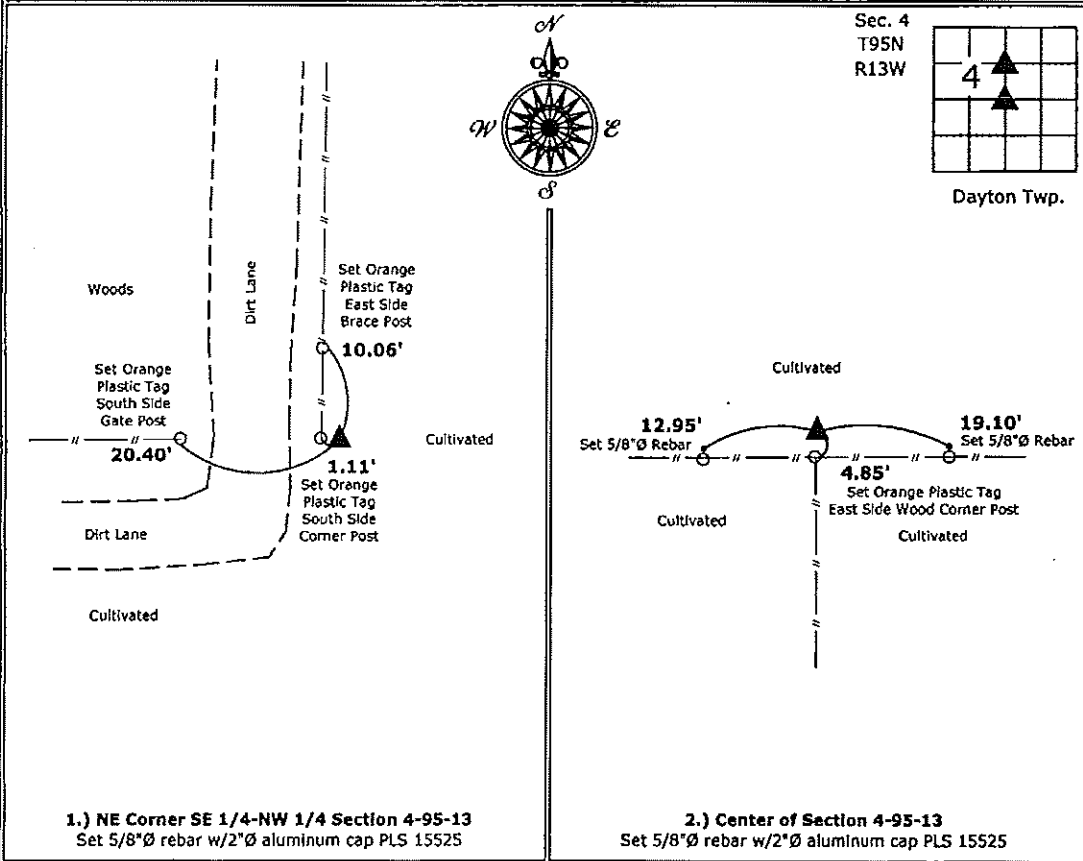 Sec. 4
T95N
R13W
4
Dayton Twp.
N
W
E
S
Woods
Dirt Lane
Set Orange
Plastic Tag
East Side
Brace Post
10.06'
Set Orange
Plastic Tag
South Side
Gate Post
20.40'
1.11'
Set Orange
Plastic Tag
South Side
Corner Post
Cultivated
Dirt Lane
Cultivated
1.) NE Corner SE 1/4-NW 1/4 Section 4-95-13
Set 5/8"Ø rebar w/2"Ø aluminum cap PLS 15525
Cultivated
12.95'
Set 5/8"Ø Rebar
19.10'
Set 5/8"Ø Rebar
4.85'
Set Orange Plastic Tag
East Side Wood Corner Post
Cultivated
Cultivated
2.) Center of Section 4-95-13
Set 5/8"Ø rebar w/2"Ø aluminum cap PLS 15525